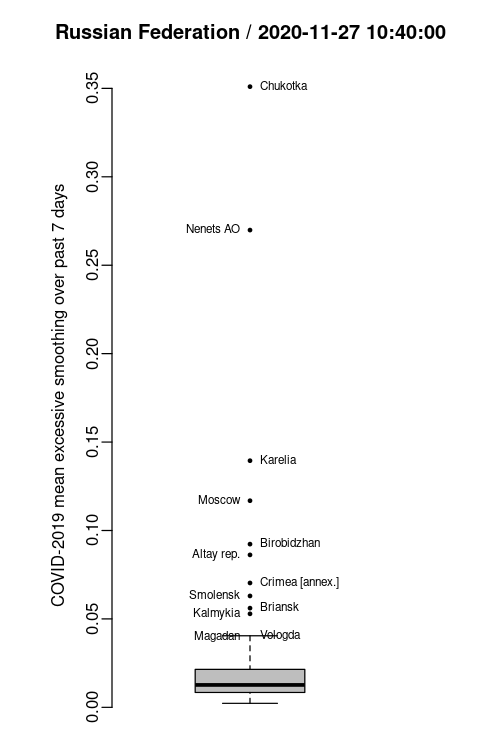 Russian Federation / 2020-11-27 10:40:00
COVID-2019 mean excessive smoothing over past 7 days
0.35
0.30
0.25
0.20
0.15
0.10
0.05
0.00
Chukotka
Nenets AO
Karelia
Moscow
Birobidzhan
Altay rep.
Crimea [annex.]
Smolensk
Briansk
Kalmykia
Magadan
Vologda